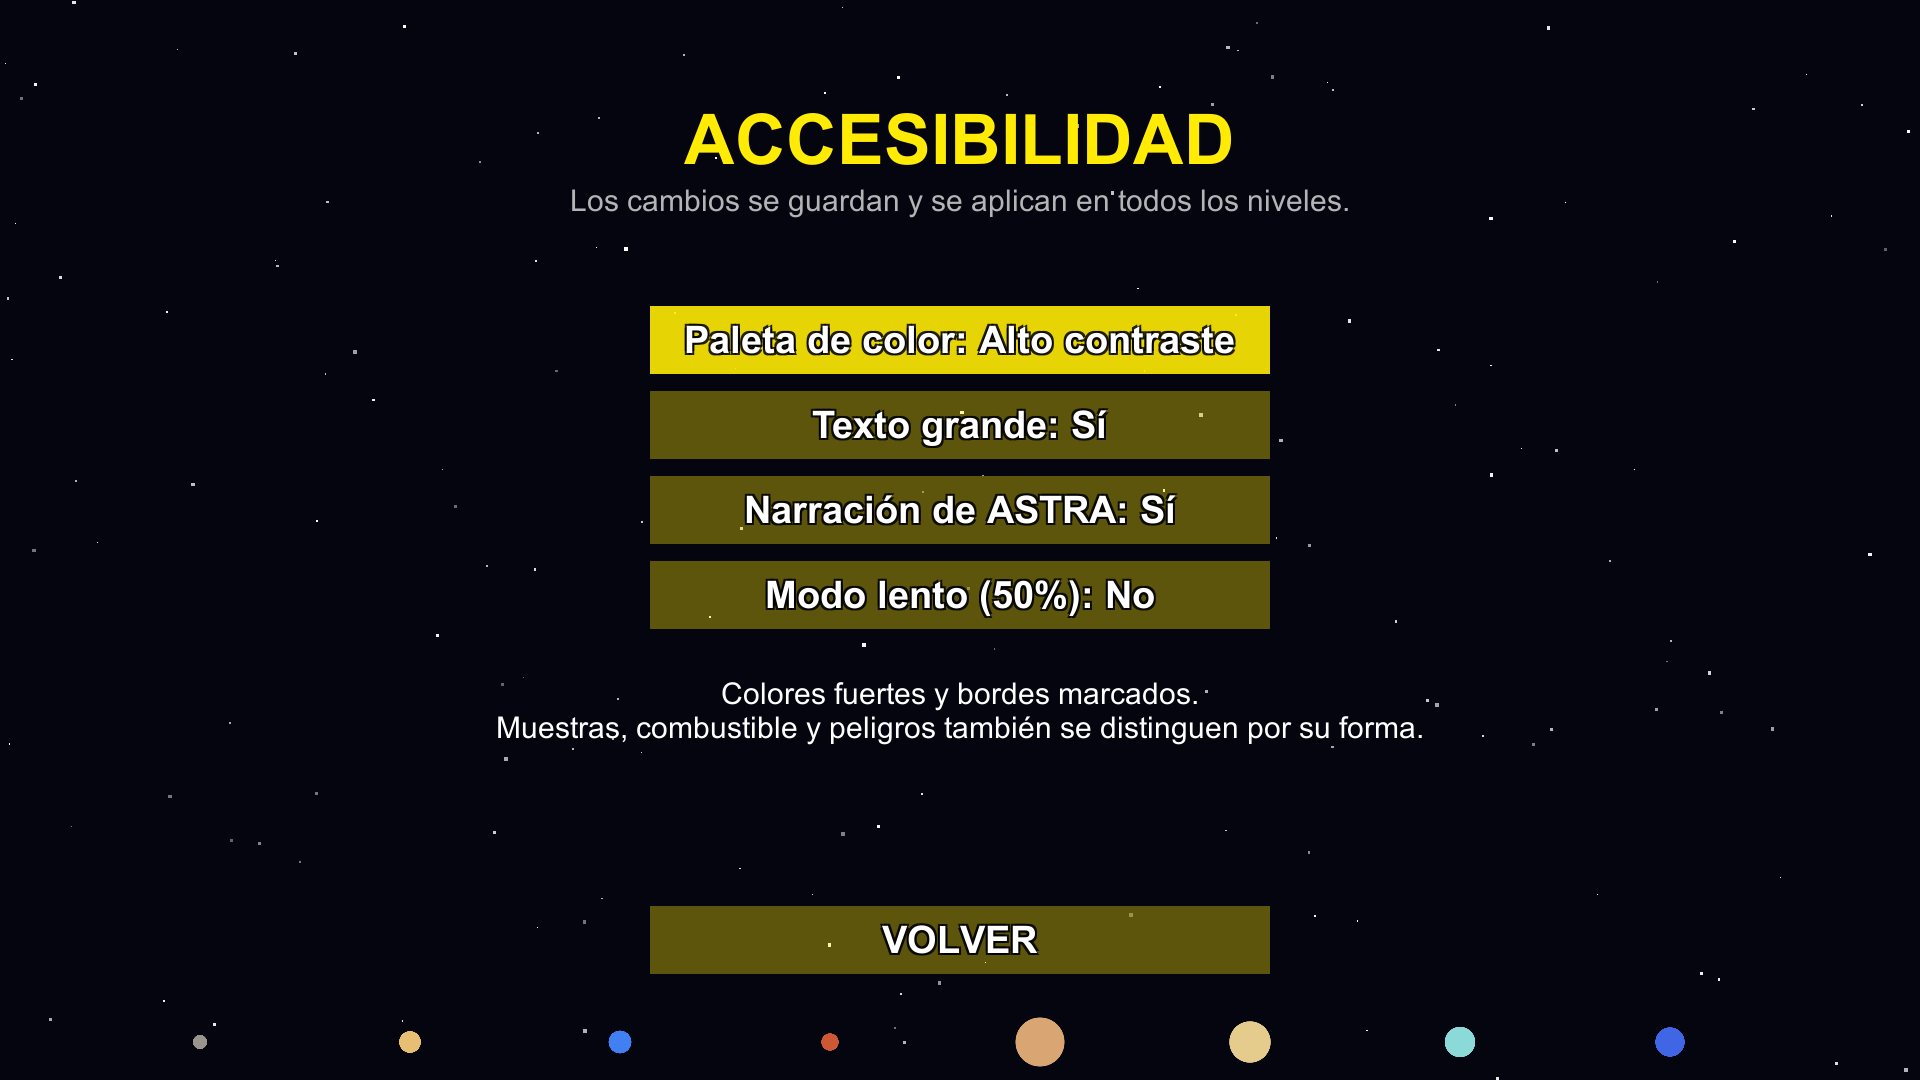 ACCESIBILIDAD
Los cambios se guardan y se aplican en todos los niveles.
Paleta de color: Alto contraste
Texto grande: Sí
Narración de ASTRA: Sí
Modo lento (50%): No
Colores fuertes y bordes marcados.
Muestras, combustible y peligros también se distinguen por su forma.
VOLVER